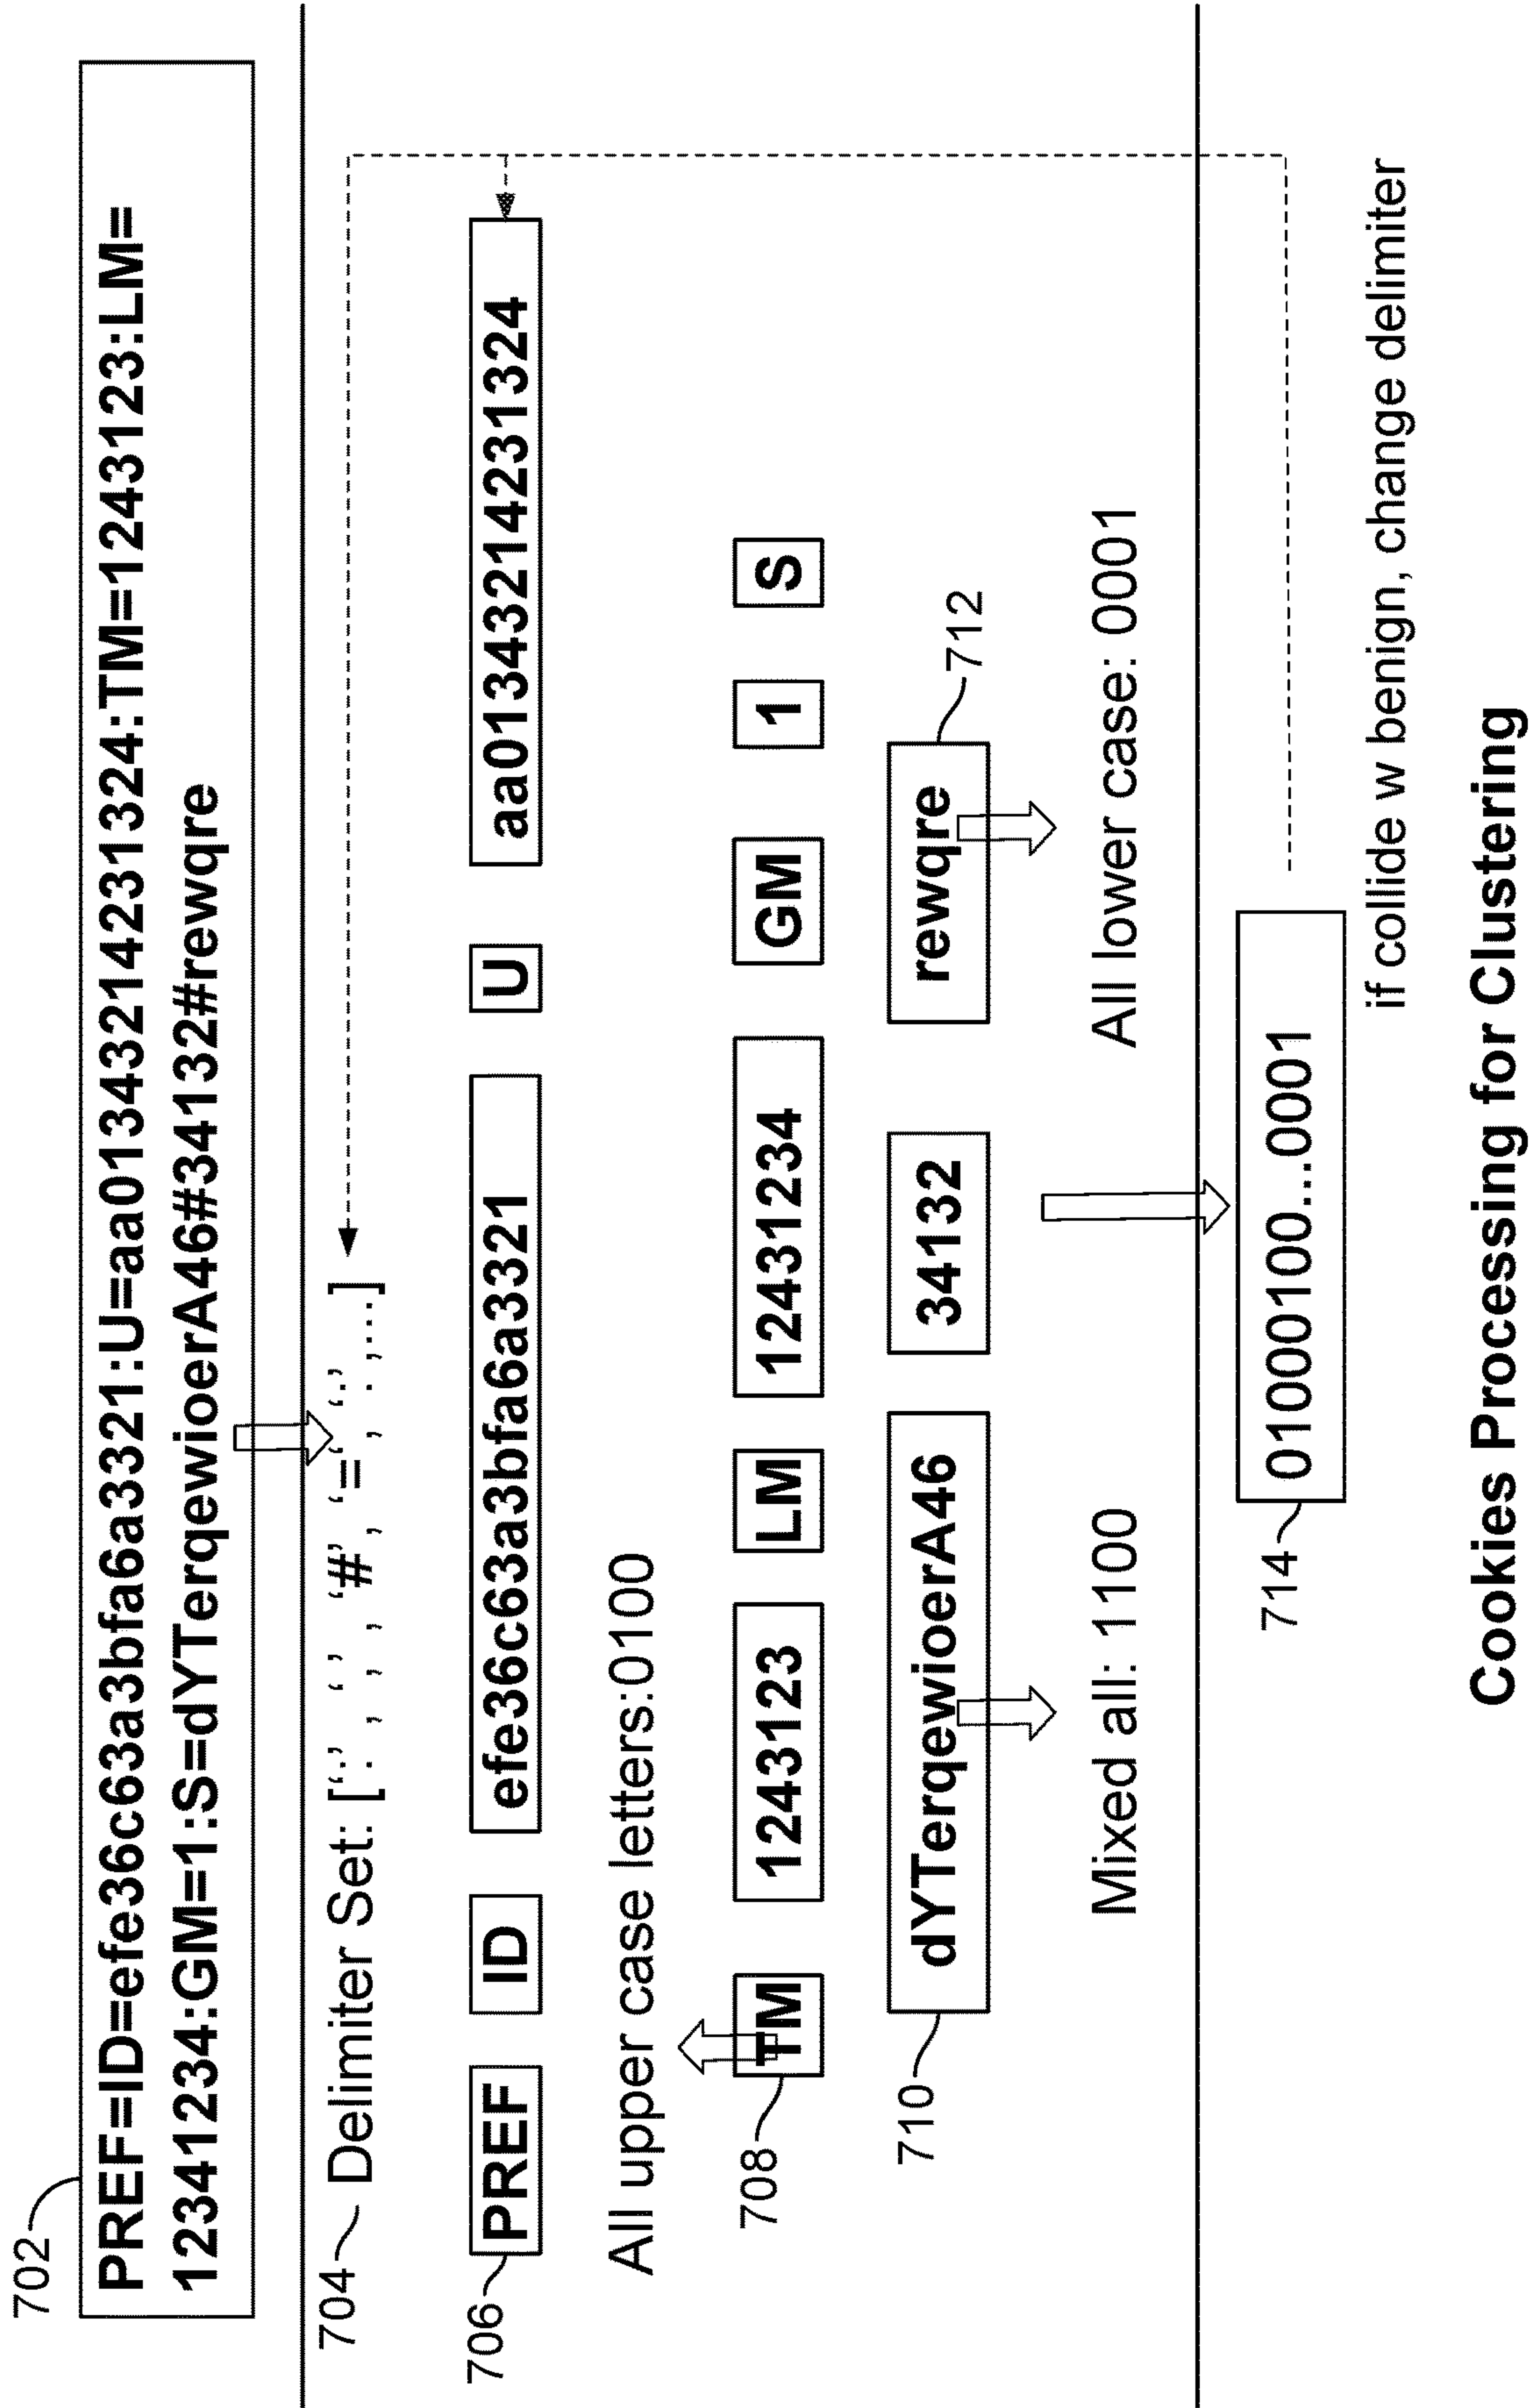 702
PREF=ID=efe36c63a3bfa6a3321:U=aa01343214231324:TM=1243123:LM=
12341234:GM=1:S=dYTerqewioerA46#34132#rewqre
704 Delimiter Set: [‘:’ , ‘,’ , ‘#’, ‘=‘, ‘.’,…]
706 PREF ID efe36c63a3bfa6a3321 U aa01343214231324
All upper case letters:0100
708 TM 1243123 LM 12431234 GM 1 S
710 dYTerqewioerA46 34132 rewqre 712
Mixed all: 1100 All lower case: 0001
714 01000100...0001
if collide w benign, change delimiter
Cookies Processing for Clustering